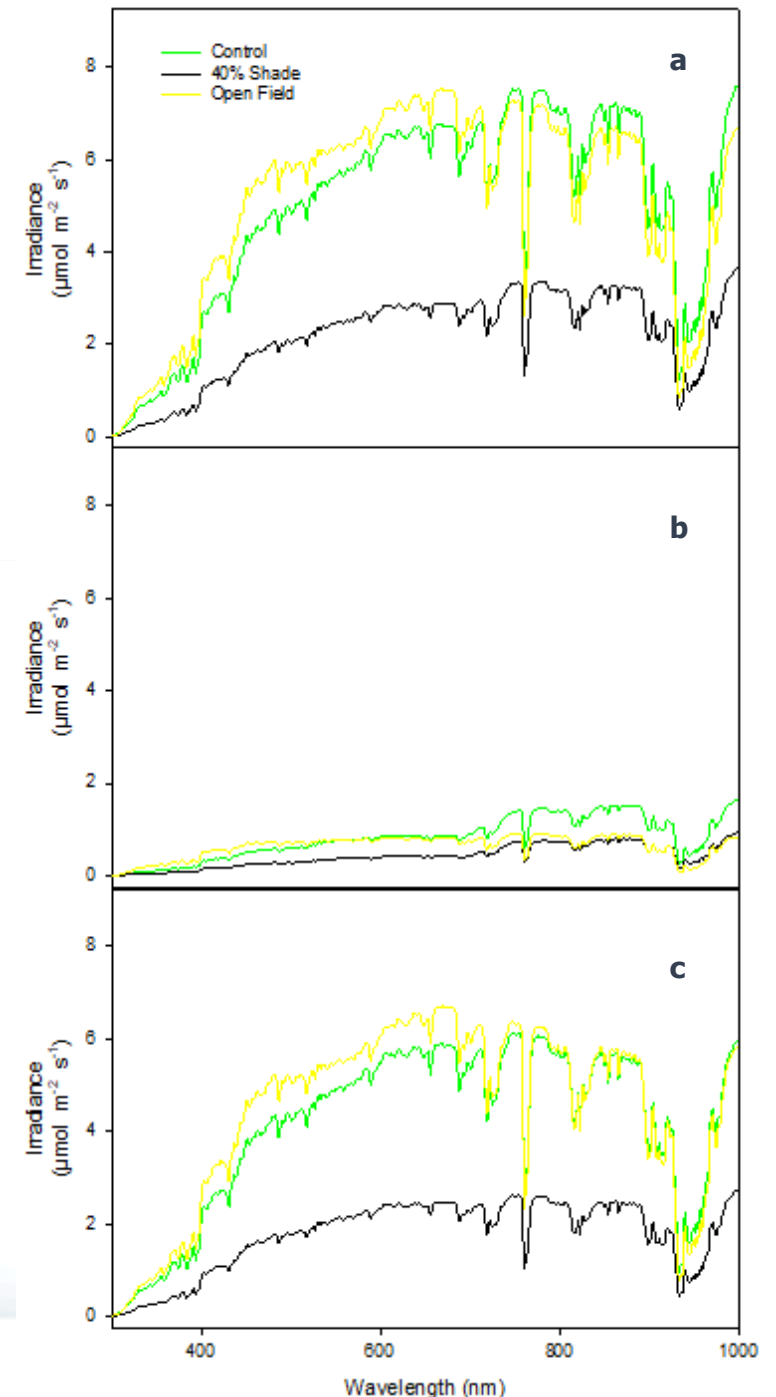 a
Control
40% Shade
Open Field
8
6
4
2
0
Irradiance
(µmol m⁻² s⁻¹)
b
8
6
4
2
0
Irradiance
(µmol m⁻² s⁻¹)
c
8
6
4
2
0
Irradiance
(µmol m⁻² s⁻¹)
400 600 800 1000
Wavelength (nm)